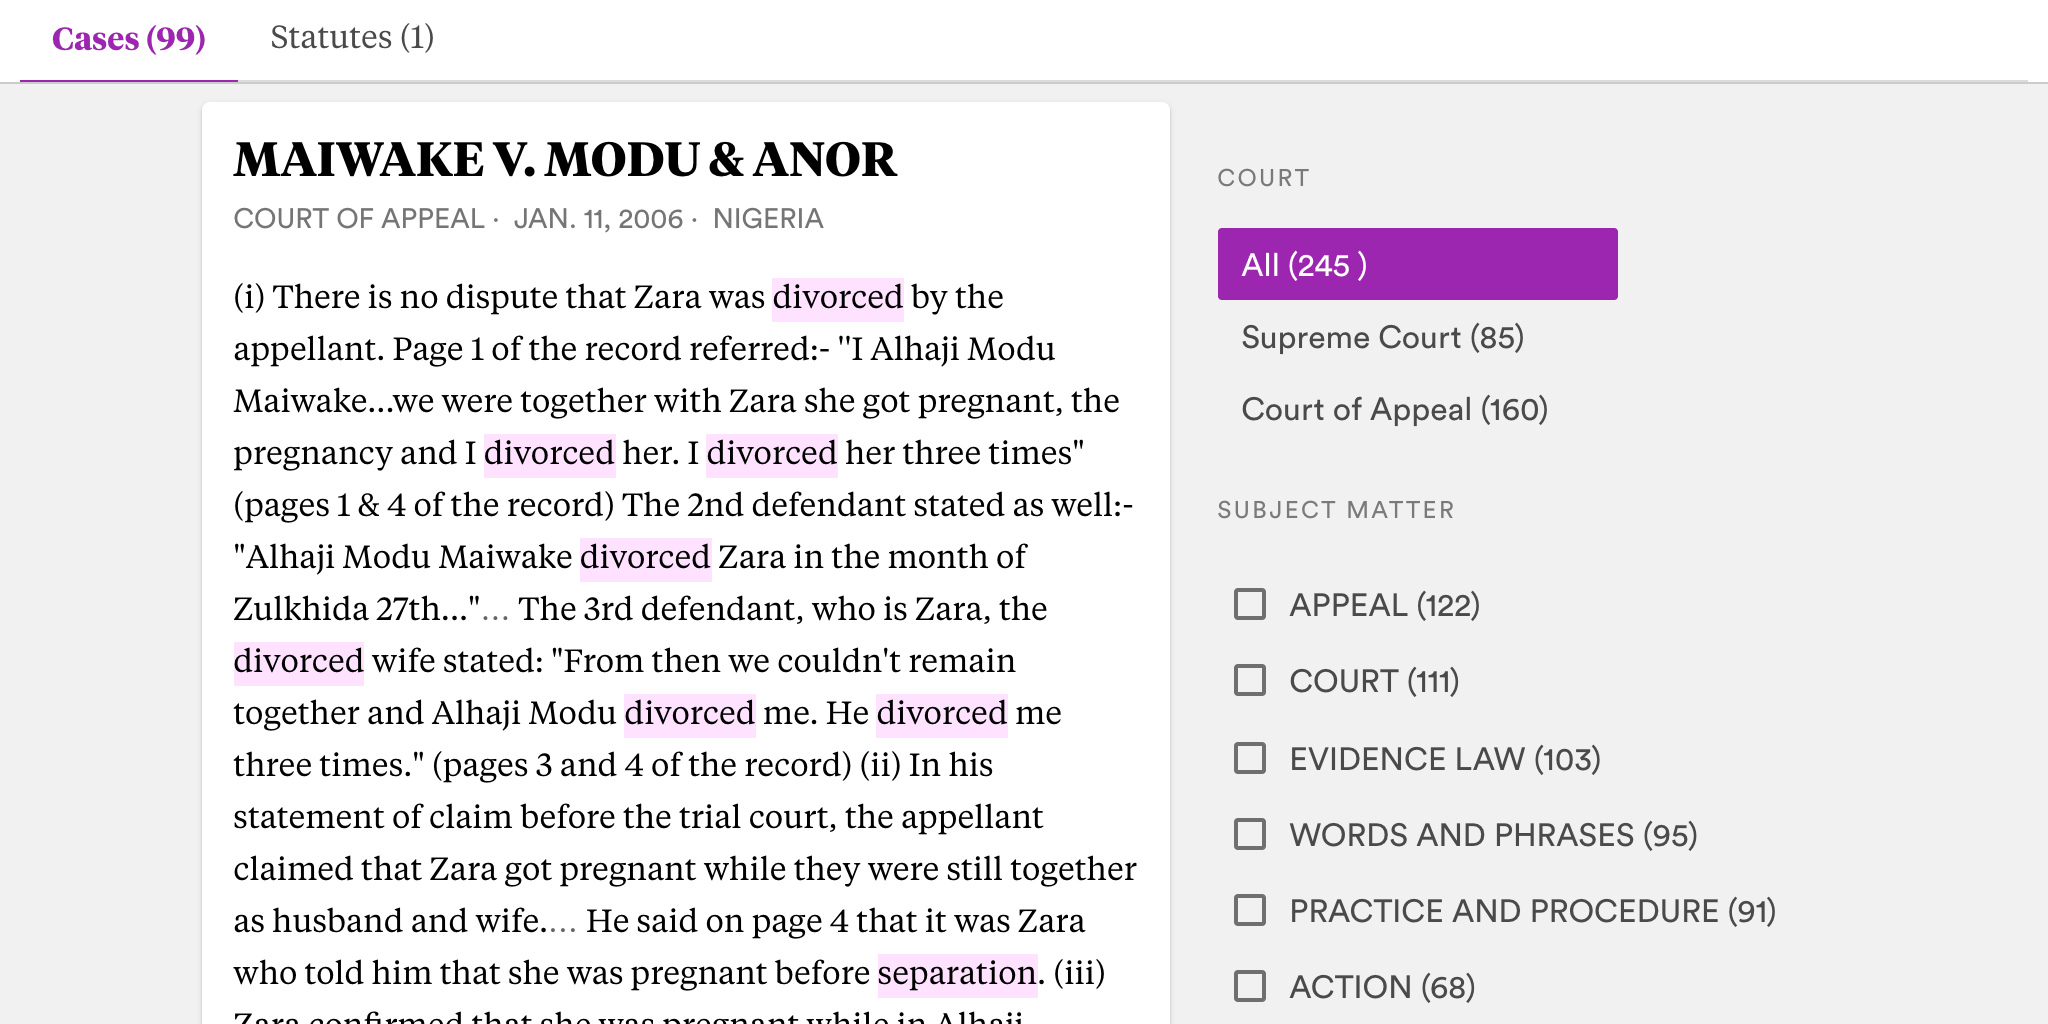 Cases (99)
Statutes (1)
MAIWAKE V. MODU & ANOR
COURT OF APPEAL · JAN. 11, 2006 · NIGERIA
(i) There is no dispute that Zara was divorced by the
appellant. Page 1 of the record referred:- "I Alhaji Modu
Maiwake...we were together with Zara she got pregnant, the
pregnancy and I divorced her. I divorced her three times"
(pages 1 & 4 of the record) The 2nd defendant stated as well:-
"Alhaji Modu Maiwake divorced Zara in the month of
Zulkhida 27th..."... The 3rd defendant, who is Zara, the
divorced wife stated: "From then we couldn't remain
together and Alhaji Modu divorced me. He divorced me
three times." (pages 3 and 4 of the record) (ii) In his
statement of claim before the trial court, the appellant
claimed that Zara got pregnant while they were still together
as husband and wife.... He said on page 4 that it was Zara
who told him that she was pregnant before separation. (iii)
Zara confirmed that she was pregnant while in Alhaji
COURT
All (245 )
Supreme Court (85)
Court of Appeal (160)
SUBJECT MATTER
APPEAL (122)
COURT (111)
EVIDENCE LAW (103)
WORDS AND PHRASES (95)
PRACTICE AND PROCEDURE (91)
ACTION (68)